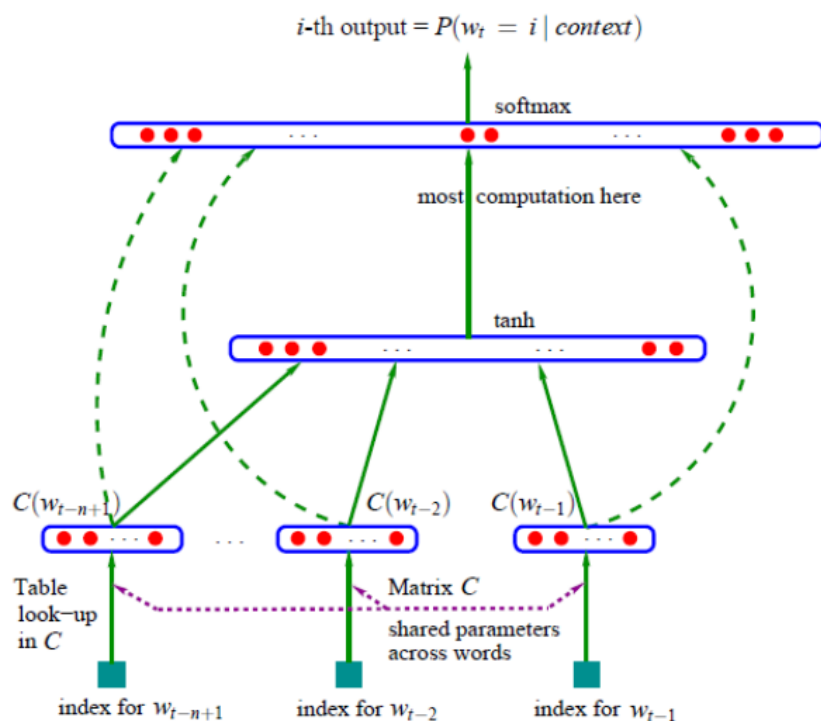 i-th output = P(w_t = i | context)
softmax
. . .
. . .
most computation here
tanh
. . .
. . .
C(w_{t−n+1})
C(w_{t−2})
C(w_{t−1})
. . .
. . .
. . .
. . .
Table
look−up
in C
Matrix C
shared parameters
across words
index for w_{t−n+1}
index for w_{t−2}
index for w_{t−1}